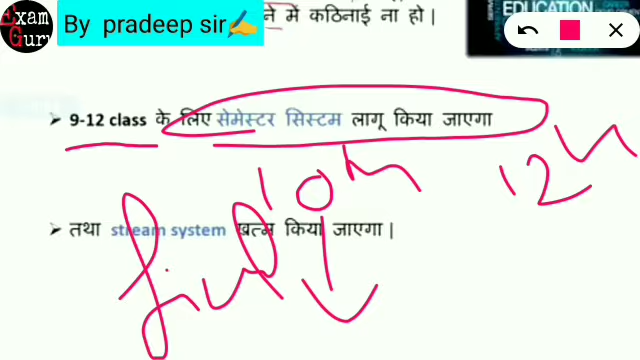 Exam
Guru
By pradeep sir✍
ने में कठिनाई ना हो |
EDUCATION
➤ 9-12 class के लिए सेमेस्टर सिस्टम लागू किया जाएगा
10th
12th
➤ तथा stream system खत्म किया जाएगा |